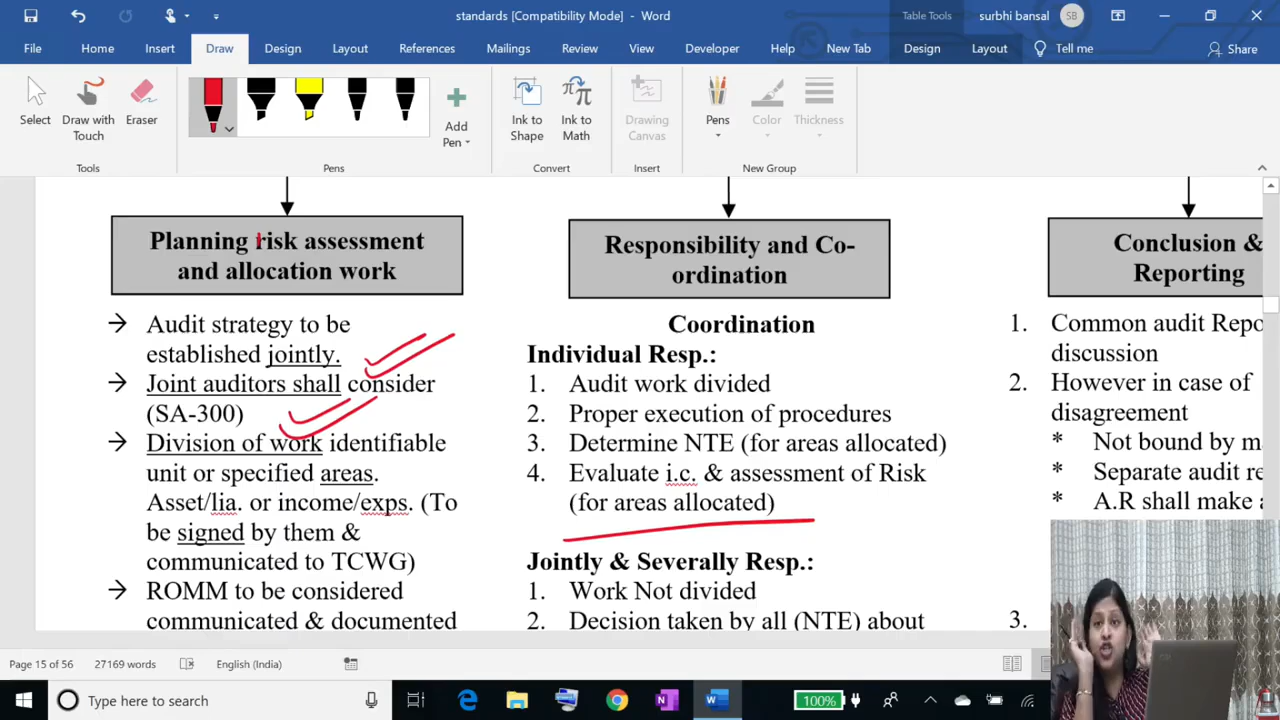 standards [Compatibility Mode] - Word
Table Tools
surbhi bansal
SB
File Home Insert Draw Design Layout References Mailings Review View Developer Help New Tab Design Layout Tell me Share
Select
Draw with Touch
Eraser
Add Pen
Ink to Shape
Ink to Math
Drawing Canvas
Pens
Color
Thickness
Tools
Pens
Convert
Insert
New Group
Planning risk assessment
and allocation work
Audit strategy to be
established jointly.
Joint auditors shall consider
(SA-300)
Division of work identifiable
unit or specified areas.
Asset/lia. or income/exps. (To
be signed by them &
communicated to TCWG)
ROMM to be considered
communicated & documented
Responsibility and Co-
ordination
Coordination
Individual Resp.:
1. Audit work divided
2. Proper execution of procedures
3. Determine NTE (for areas allocated)
4. Evaluate i.c. & assessment of Risk
(for areas allocated)
Jointly & Severally Resp.:
1. Work Not divided
2. Decision taken by all (NTE) about
Conclusion &
Reporting
1. Common audit Repo
discussion
2. However in case of
disagreement
* Not bound by m
* Separate audit re
* A.R shall make
3.
Page 15 of 56
27169 words
English (India)
Type here to search
100%